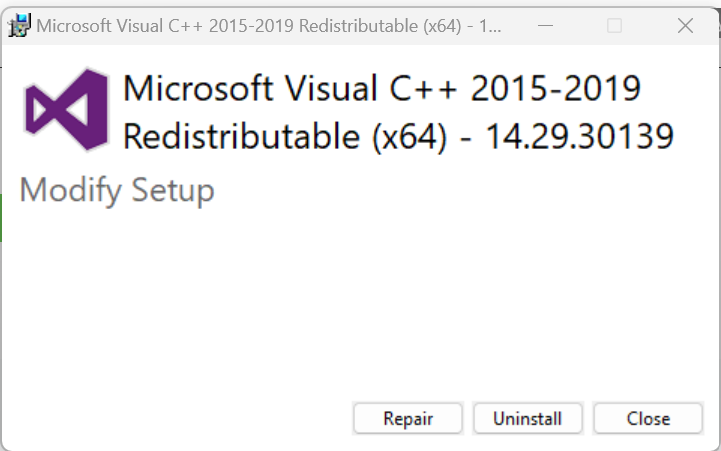 Microsoft Visual C++ 2015-2019 Redistributable (x64) - 1...
Microsoft Visual C++ 2015-2019
Redistributable (x64) - 14.29.30139
Modify Setup
Repair
Uninstall
Close